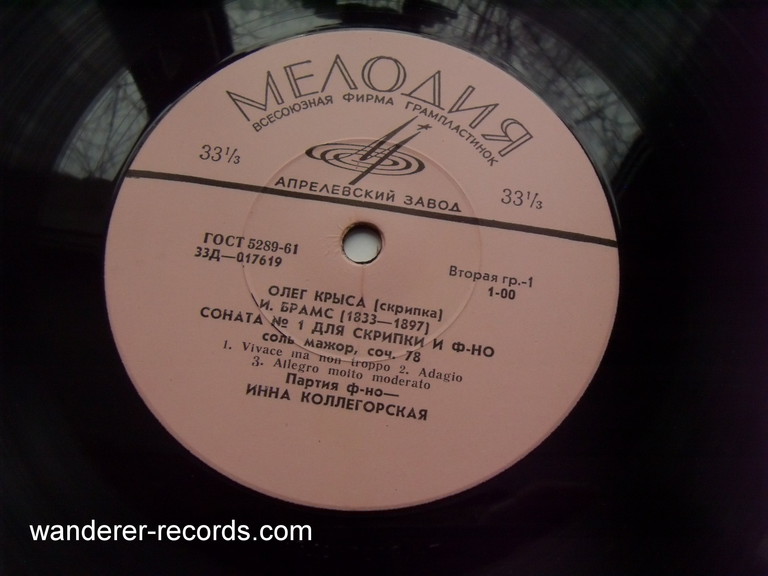 МЕЛОДИЯ
ВСЕСОЮЗНАЯ ФИРМА ГРАМПЛАСТИНОК
33⅓ 33⅓
АПРЕЛЕВСКИЙ ЗАВОД
ГОСТ 5289-61
33Д—017619
Вторая гр.-1
1-00
ОЛЕГ КРЫСА (скрипка)
И. БРАМС (1833—1897)
СОНАТА № 1 ДЛЯ СКРИПКИ И Ф-НО
соль мажор, соч. 78
1. Vivace ma non troppo 2. Adagio
3. Allegro molto moderato
Партия ф-но—
ИННА КОЛЛЕГОРСКАЯ
wanderer-records.com